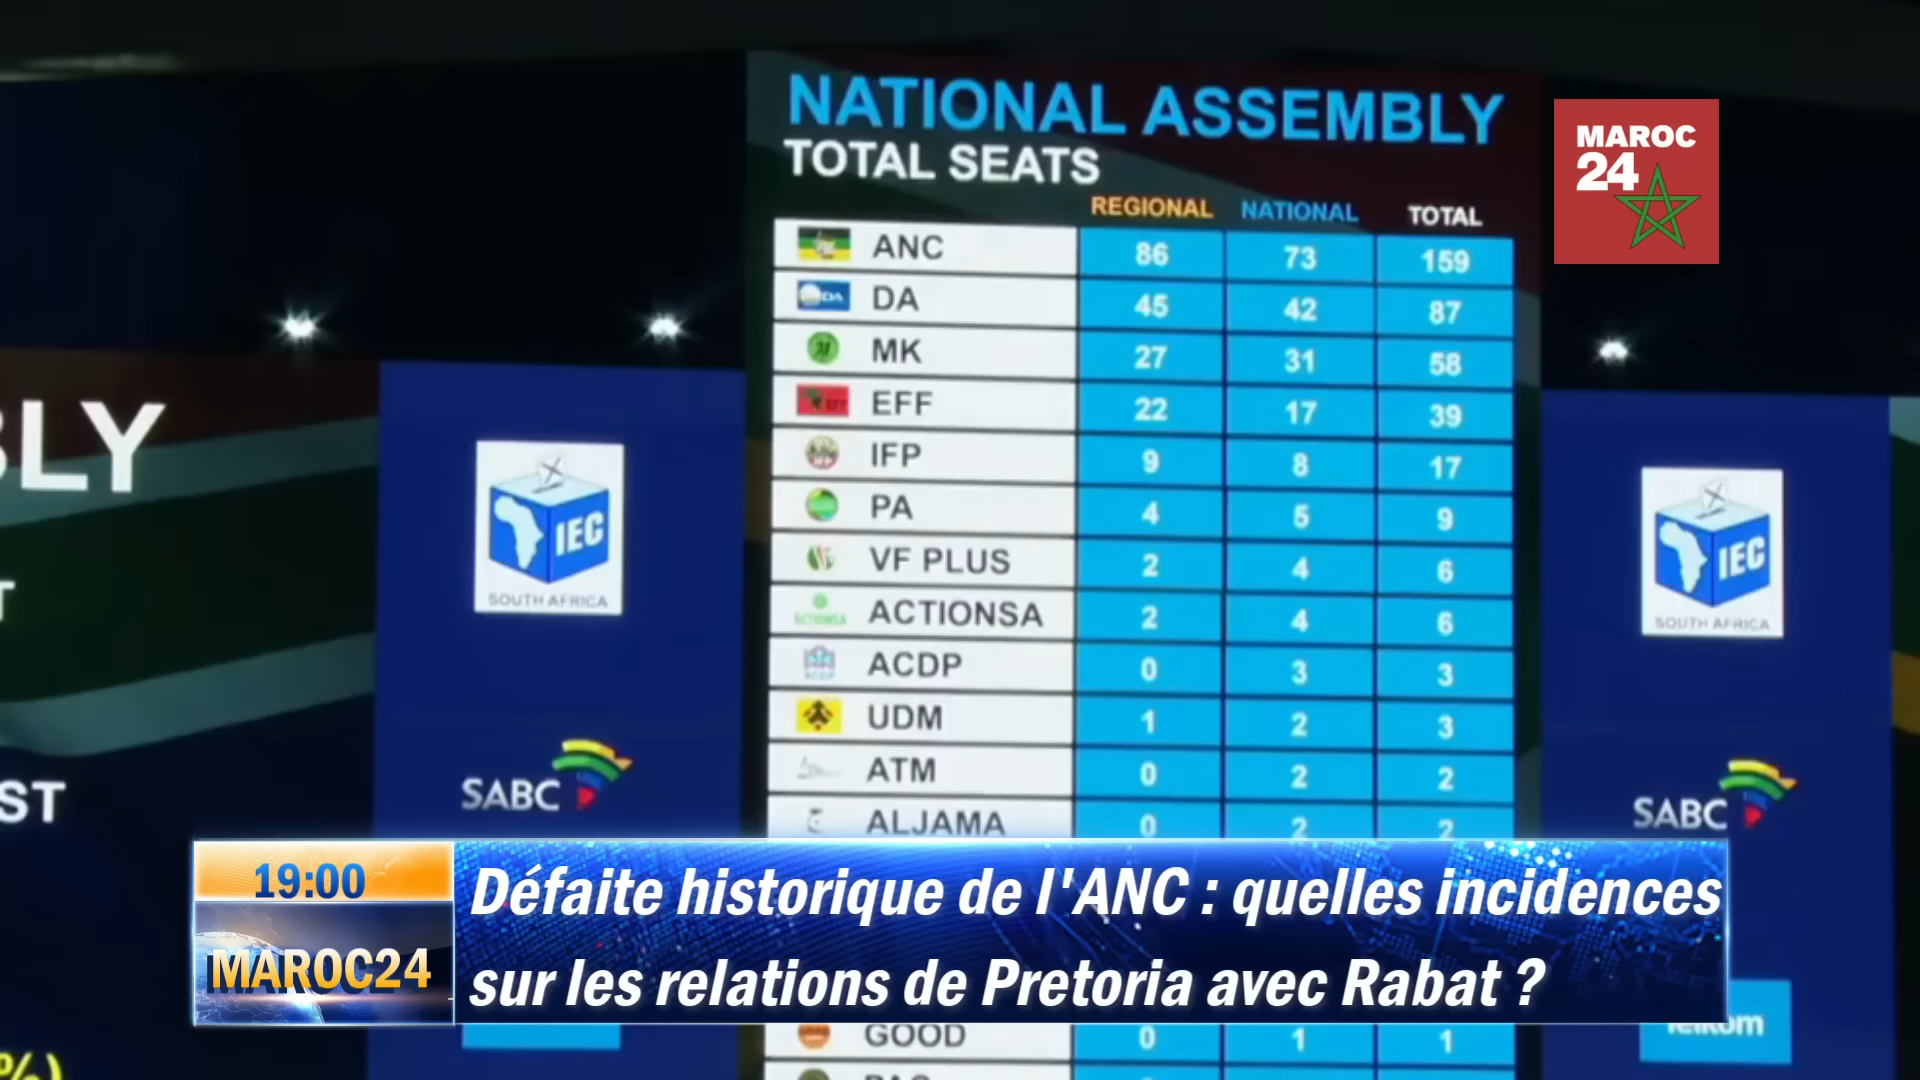 NATIONAL ASSEMBLY
TOTAL SEATS
REGIONAL NATIONAL TOTAL
ANC 86 73 159
DA 45 42 87
MK 27 31 58
EFF 22 17 39
IFP 9 8 17
PA 4 5 9
VF PLUS 2 4 6
ACTIONSA 2 4 6
ACDP 0 3 3
UDM 1 2 3
ATM 0 2 2
ALJAMA 0 2 2
GOOD 0 1 1
MAROC
24
BLY
T
ST
%)
IEC
SOUTH AFRICA
SABC
IEC
SOUTH AFRICA
SABC
Telkom
19:00
MAROC24
Défaite historique de l'ANC : quelles incidences
sur les relations de Pretoria avec Rabat ?